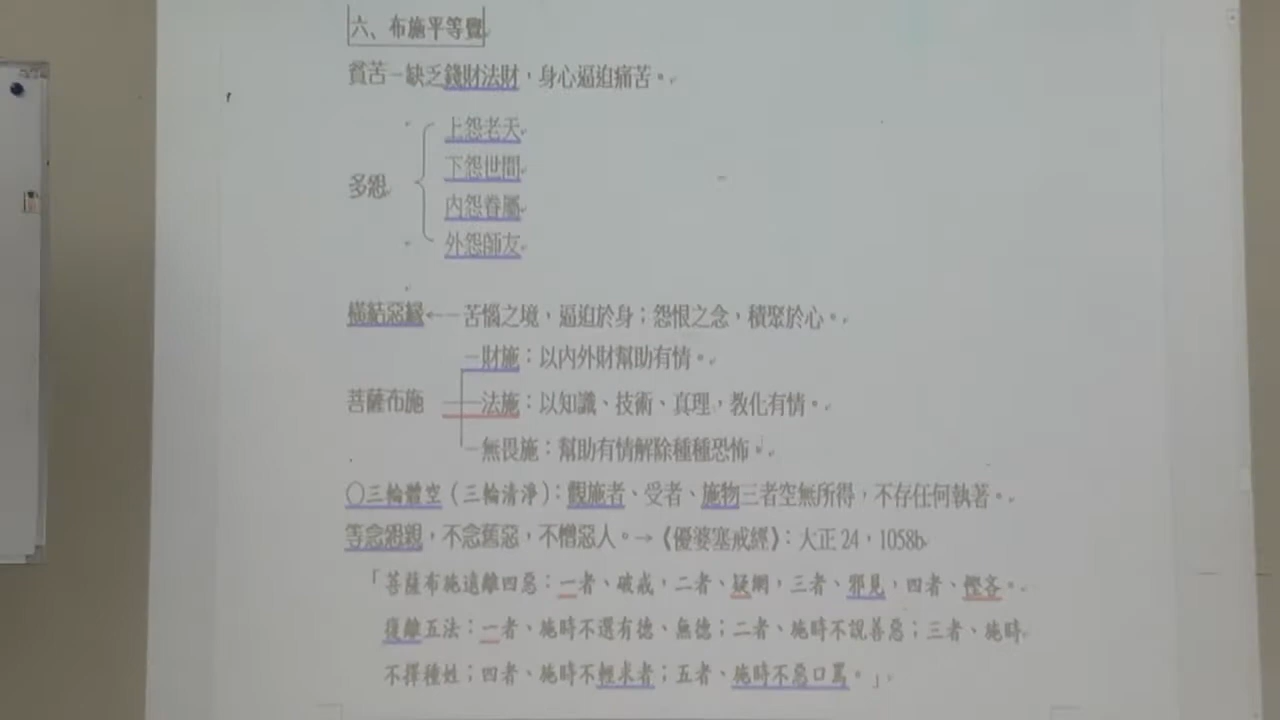 六、布施平等覺
貧苦－缺乏錢財法財，身心逼迫痛苦。
上怨老天
下怨世間
多怨
內怨眷屬
外怨師友
橫結惡緣←—苦惱之境，逼迫於身；怨恨之念，積聚於心。
—財施：以內外財幫助有情。
菩薩布施 —法施：以知識、技術、真理，教化有情。
—無畏施：幫助有情解除種種恐怖。
〇三輪體空（三輪清淨）：觀施者、受者、施物三者空無所得，不存任何執著。
等念怨親，不念舊惡，不憎惡人。→《優婆塞戒經》：大正 24，1058b
「菩薩布施遠離四惡：一者、破戒，二者、疑網，三者、邪見，四者、慳吝。
復離五法：一者、施時不選有德、無德；二者、施時不說善惡；三者、施時
不擇種姓；四者、施時不輕求者；五者、施時不惡口罵。」